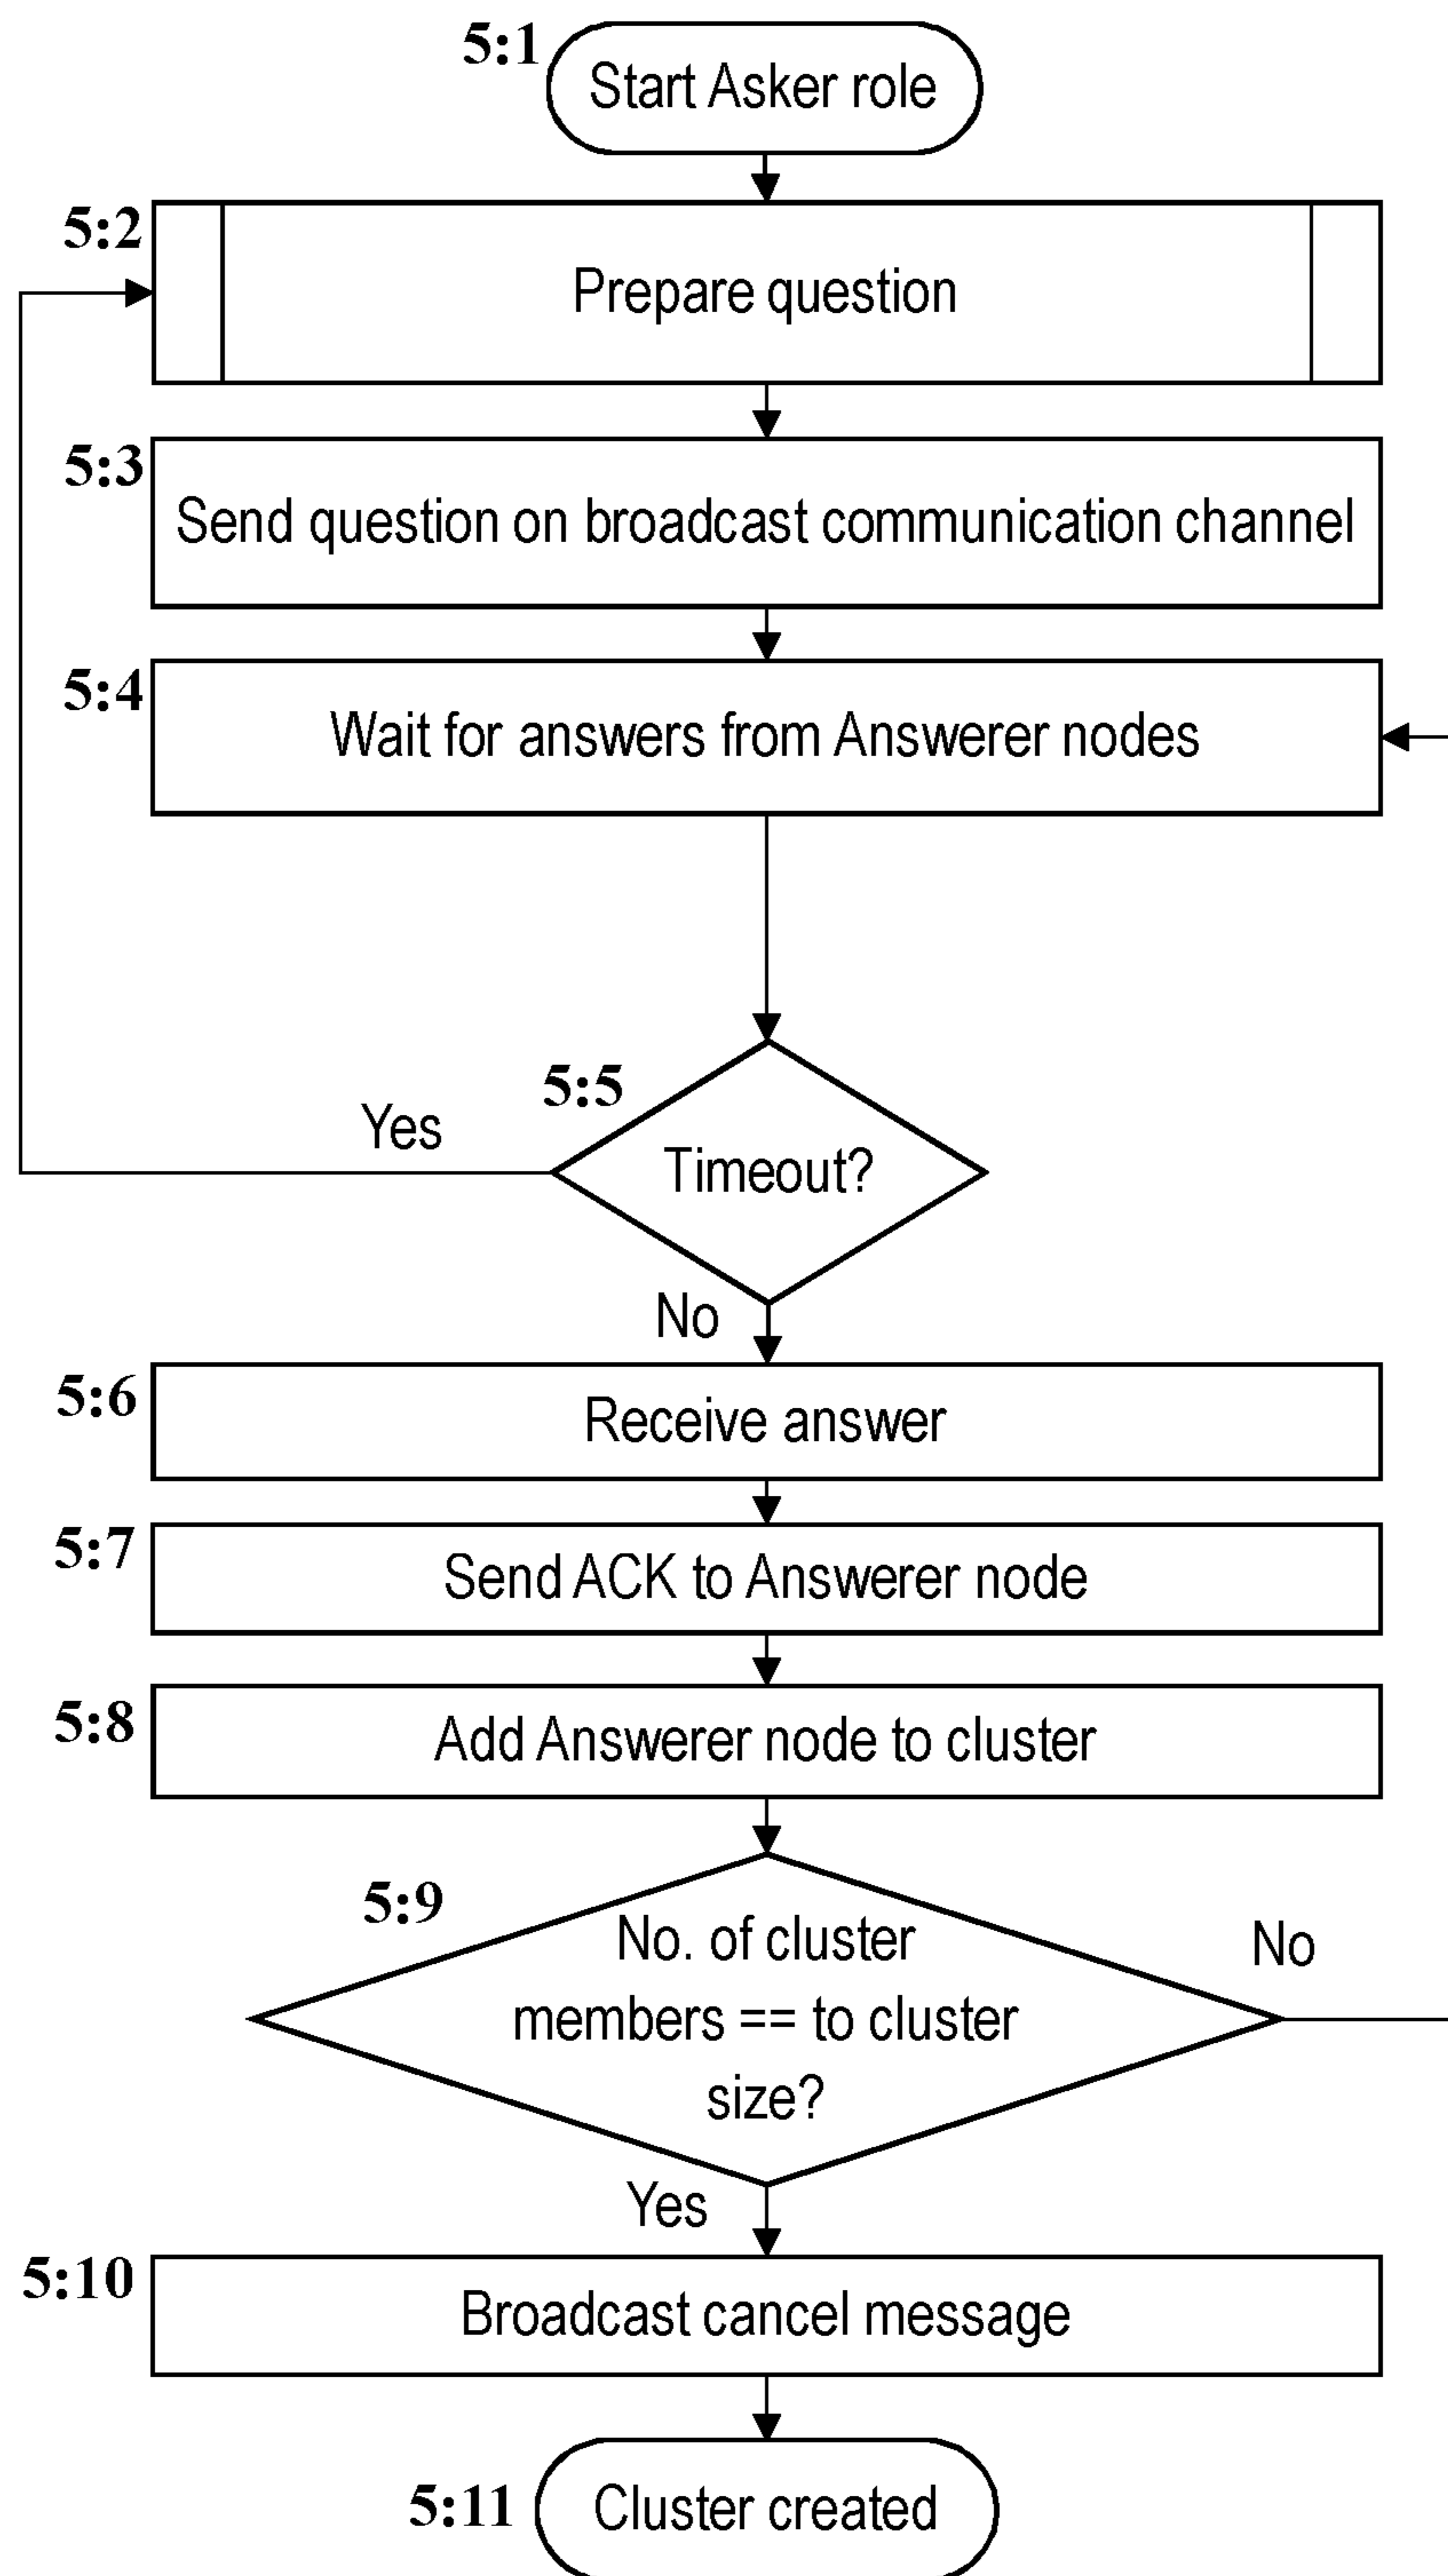 5:1
Start Asker role
5:2
Prepare question
5:3
Send question on broadcast communication channel
5:4
Wait for answers from Answerer nodes
5:5
Yes
Timeout?
No
5:6
Receive answer
5:7
Send ACK to Answerer node
5:8
Add Answerer node to cluster
5:9
No. of cluster
members == to cluster
size?
No
Yes
5:10
Broadcast cancel message
5:11
Cluster created